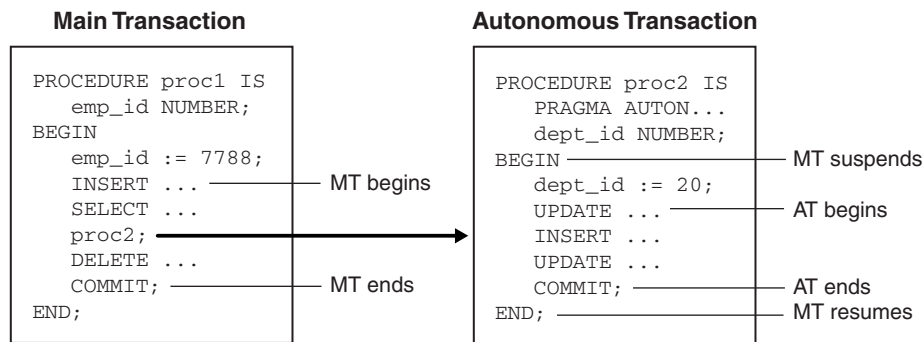 Main Transaction
PROCEDURE proc1 IS
emp_id NUMBER;
BEGIN
emp_id := 7788;
INSERT ... MT begins
SELECT ...
proc2;
DELETE ...
COMMIT; MT ends
END;
Autonomous Transaction
PROCEDURE proc2 IS
PRAGMA AUTON...
dept_id NUMBER;
BEGIN MT suspends
dept_id := 20;
UPDATE ... AT begins
INSERT ...
UPDATE ...
COMMIT; AT ends
END; MT resumes